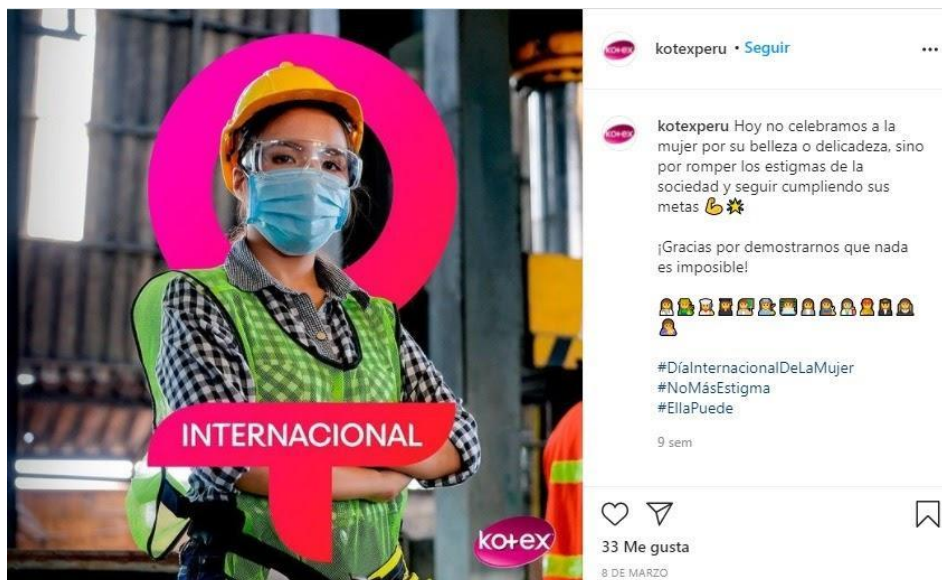 INTERNACIONAL
kotex
kotex
kotexperu • Seguir
kotex
kotexperu Hoy no celebramos a la
mujer por su belleza o delicadeza, sino
por romper los estigmas de la
sociedad y seguir cumpliendo sus
metas 💪🌟
¡Gracias por demostrarnos que nada
es imposible!
#DíaInternacionalDeLaMujer
#NoMásEstigma
#EllaPuede
9 sem
33 Me gusta
8 DE MARZO